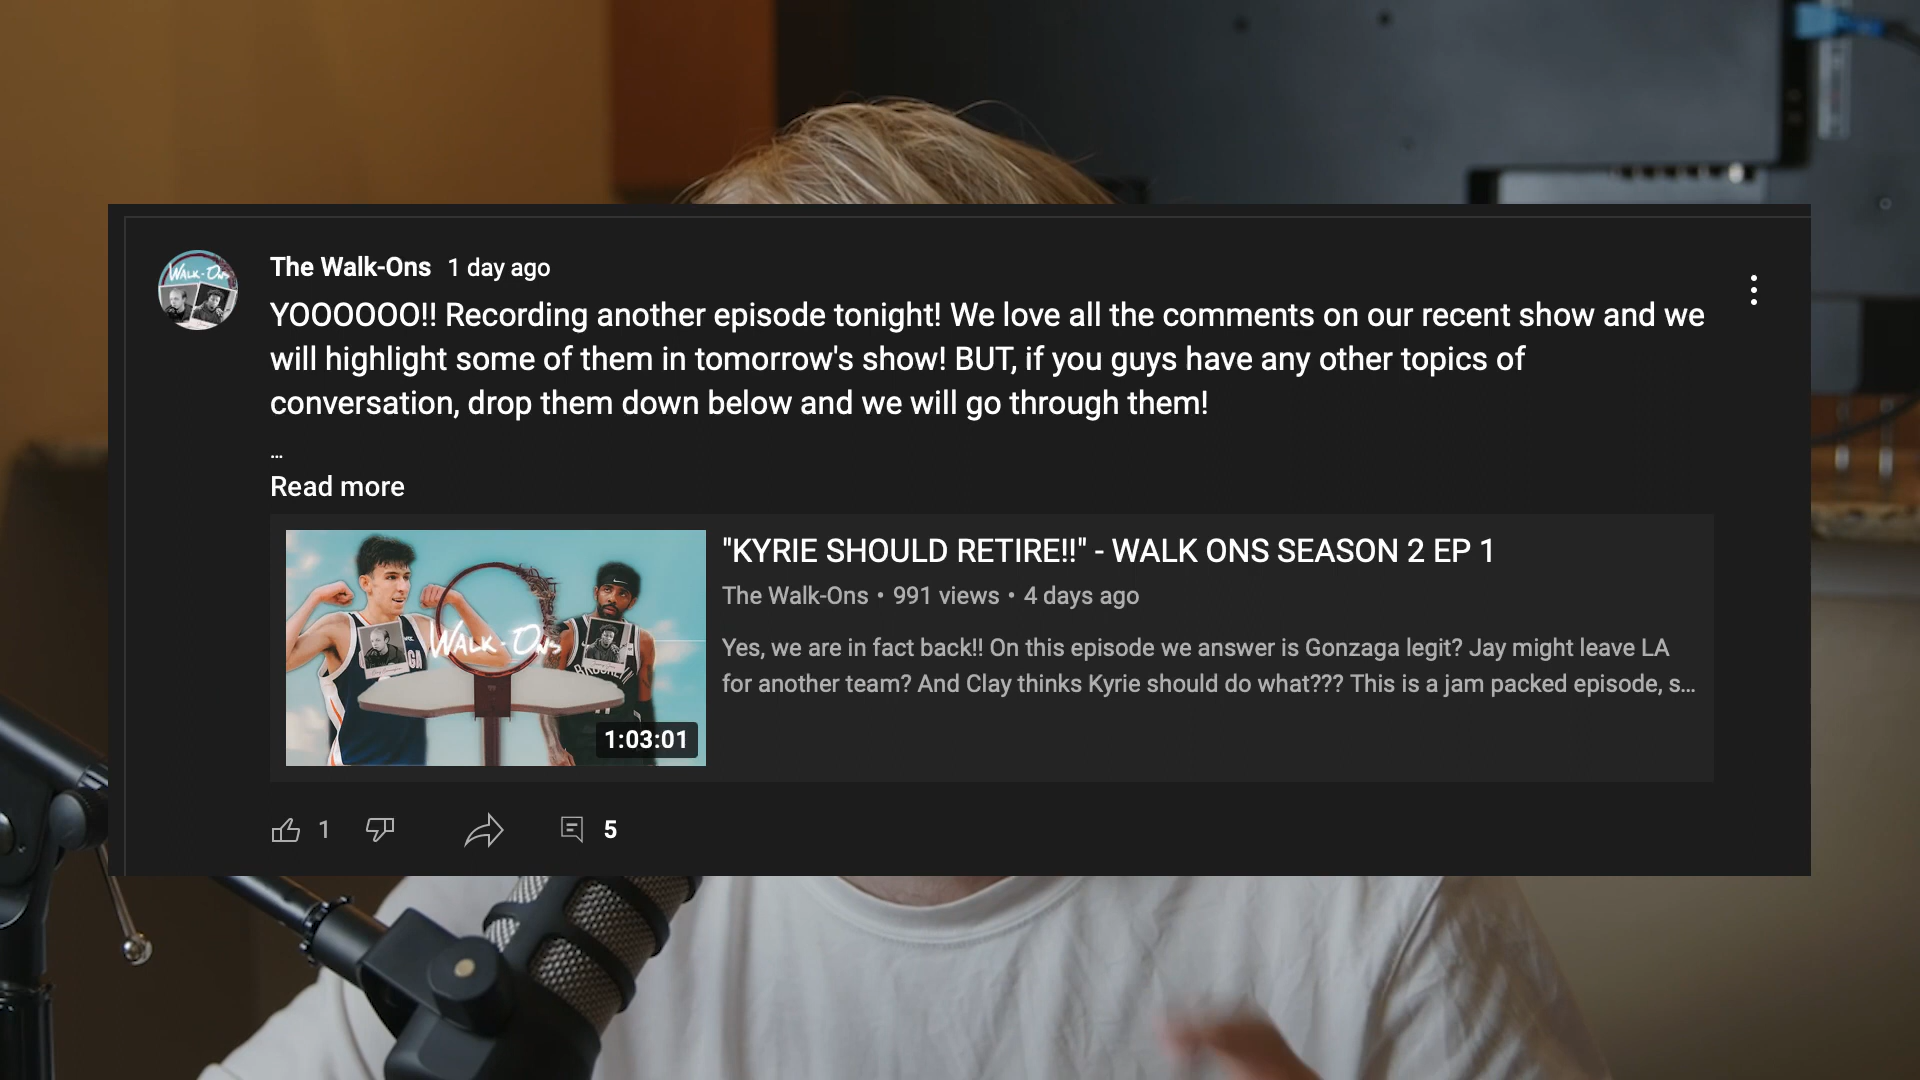 The Walk-Ons 1 day ago
YOOOOOO!! Recording another episode tonight! We love all the comments on our recent show and we
will highlight some of them in tomorrow's show! BUT, if you guys have any other topics of
conversation, drop them down below and we will go through them!
...
Read more
WALK-ONS
"KYRIE SHOULD RETIRE!!" - WALK ONS SEASON 2 EP 1
The Walk-Ons • 991 views • 4 days ago
Yes, we are in fact back!! On this episode we answer is Gonzaga legit? Jay might leave LA
for another team? And Clay thinks Kyrie should do what??? This is a jam packed episode, s...
WALK-ONS
GA
BROOKLYN
1:03:01
1
5